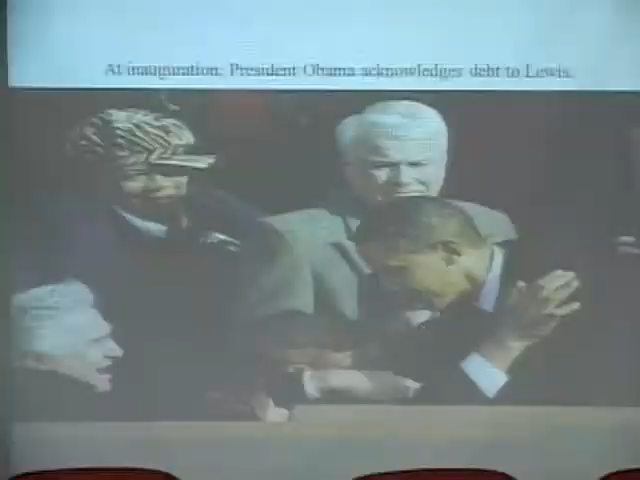 At inauguration, President Obama acknowledges debt to Lewis.